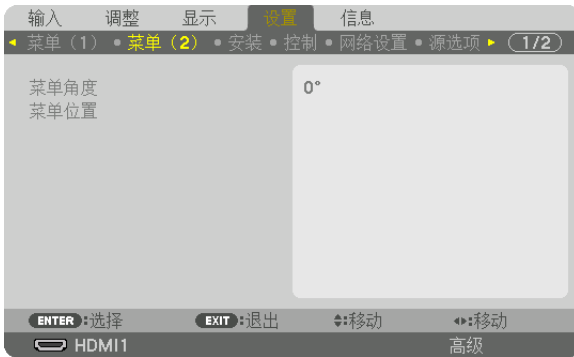 输入 调整 显示 设置 信息
◀ 菜单（1） ● 菜单（2） ● 安装 ● 控制 ● 网络设置 ● 源选项 ▶ 1/2
菜单角度 0°
菜单位置
ENTER :选择 EXIT :退出 :移动 :移动
HDMI1 高级